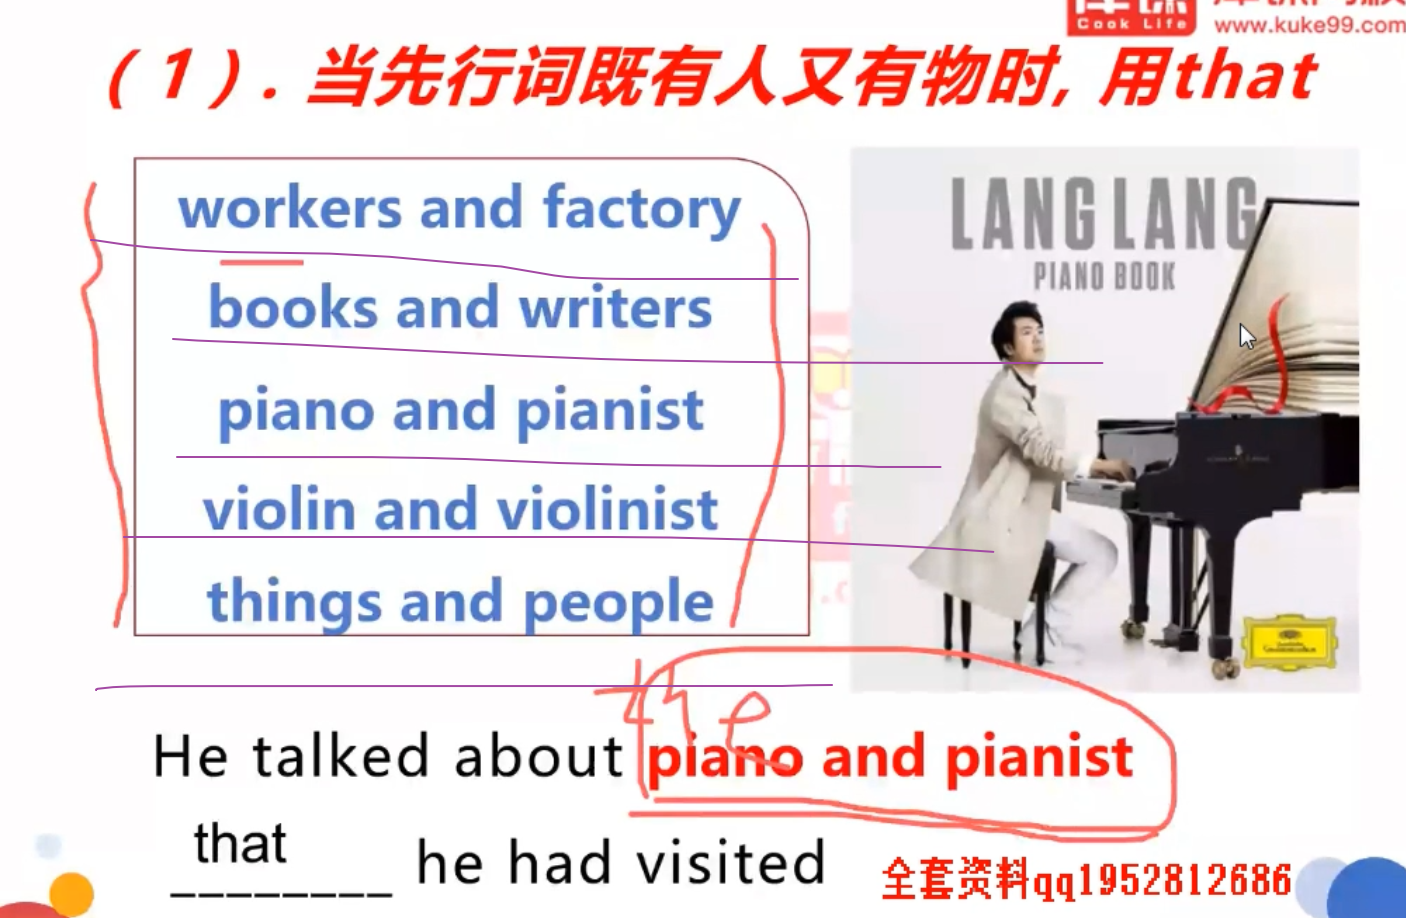 Cook Life
www.kuke99.com
（1）. 当先行词既有人又有物时, 用that
workers and factory
books and writers
piano and pianist
violin and violinist
things and people
LANG LANG
PIANO BOOK
the
He talked about piano and pianist
that
________ he had visited
全套资料qq1952812686